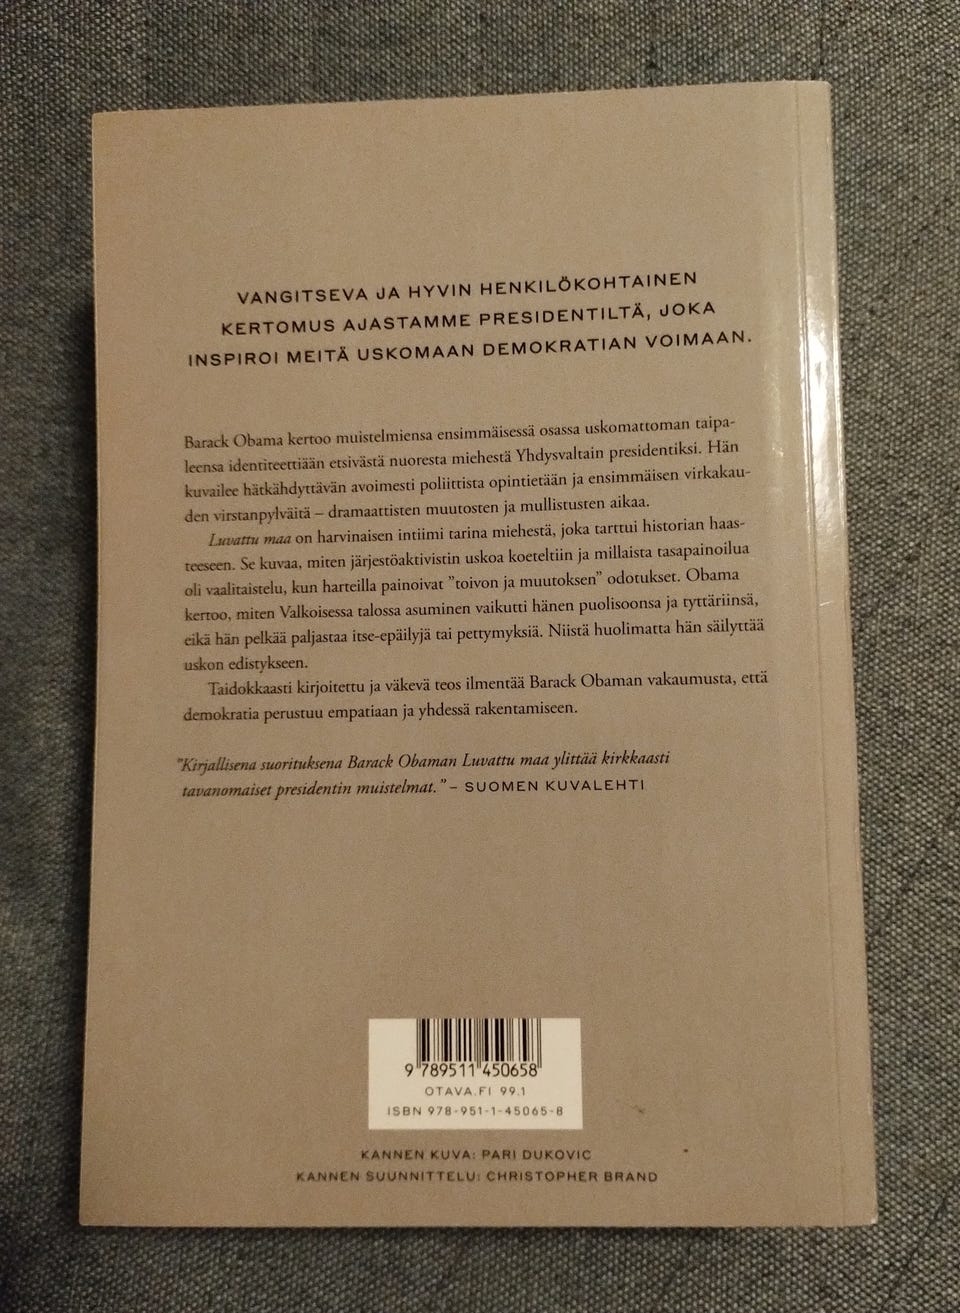 VANGITSEVA JA HYVIN HENKILÖKOHTAINEN
KERTOMUS AJASTAMME PRESIDENTILTÄ, JOKA
INSPIROI MEITÄ USKOMAAN DEMOKRATIAN VOIMAAN.
Barack Obama kertoo muistelmiensa ensimmäisessä osassa uskomattoman taipa-
leensa identiteettiään etsivästä nuoresta miehestä Yhdysvaltain presidentiksi. Hän
kuvailee hätkähdyttävän avoimesti poliittista opintietään ja ensimmäisen virkakau-
den virstanpylväitä – dramaattisten muutosten ja mullistusten aikaa.
Luvattu maa on harvinaisen intiimi tarina miehestä, joka tarttui historian haas-
teeseen. Se kuvaa, miten järjestöaktivistin uskoa koeteltiin ja millaista tasapainoilua
oli vaalitaistelu, kun harteilla painoivat ”toivon ja muutoksen” odotukset. Obama
kertoo, miten Valkoisessa talossa asuminen vaikutti hänen puolisoonsa ja tyttäriinsä,
eikä hän pelkää paljastaa itse-epäilyjä tai pettymyksiä. Niistä huolimatta hän säilyttää
uskon edistykseen.
Taidokkaasti kirjoitettu ja väkevä teos ilmentää Barack Obaman vakaumusta, että
demokratia perustuu empatiaan ja yhdessä rakentamiseen.
”Kirjallisena suorituksena Barack Obaman Luvattu maa ylittää kirkkaasti
tavanomaiset presidentin muistelmat.” – SUOMEN KUVALEHTI
9 789511 450658
OTAVA.FI 99.1
ISBN 978-951-1-45065-8
KANNEN KUVA: PARI DUKOVIC
KANNEN SUUNNITTELU: CHRISTOPHER BRAND